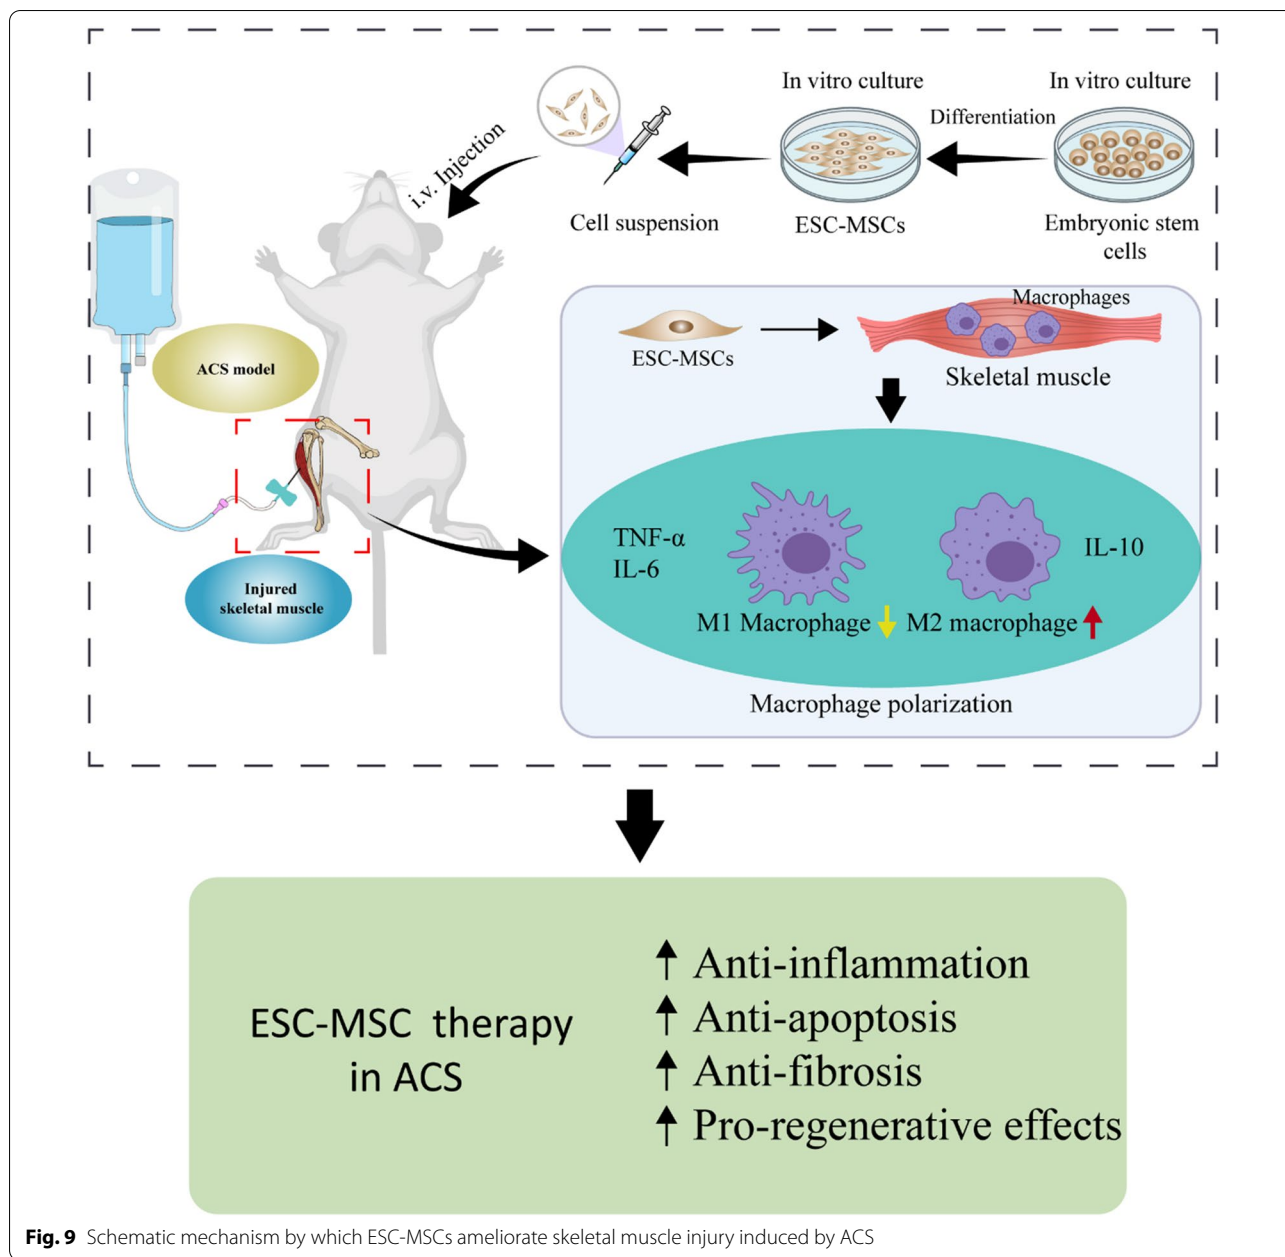 In vitro culture
In vitro culture
Differentiation
i.v. Injection
Cell suspension
ESC-MSCs
Embryonic stem
cells
ACS model
Injured
skeletal muscle
Macrophages
ESC-MSCs
Skeletal muscle
TNF-α
IL-6
IL-10
M1 Macrophage
M2 macrophage
Macrophage polarization
ESC-MSC therapy
in ACS
Anti-inflammation
Anti-apoptosis
Anti-fibrosis
Pro-regenerative effects
Fig. 9 Schematic mechanism by which ESC-MSCs ameliorate skeletal muscle injury induced by ACS